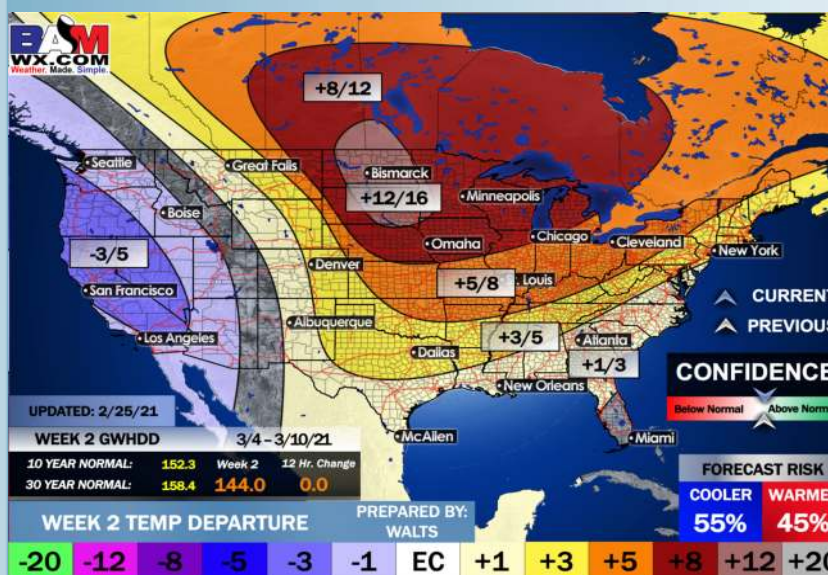 BAM
WX.COM
Weather. Made. Simple.
+8/12
Seattle
Great Falls
Bismarck
+12/16
Minneapolis
Boise
Omaha
Chicago
Cleveland
New York
-3/5
Denver
San Francisco
+5/8
Louis
CURRENT
PREVIOUS
Los Angeles
Albuquerque
+3/5
Atlanta
Dallas
+1/3
New Orleans
CONFIDENCE
Below Normal
Above Norm
UPDATED: 2/25/21
WEEK 2 GWHDD 3/4 – 3/10/21
McAllen
Miami
10 YEAR NORMAL: 152.3 Week 2 12 Hr. Change
30 YEAR NORMAL: 158.4 144.0 0.0
FORECAST RISK
COOLER WARME
55% 45%
WEEK 2 TEMP DEPARTURE
PREPARED BY:
WALTS
-20 -12 -8 -5 -3 -1 EC +1 +3 +5 +8 +12 +20